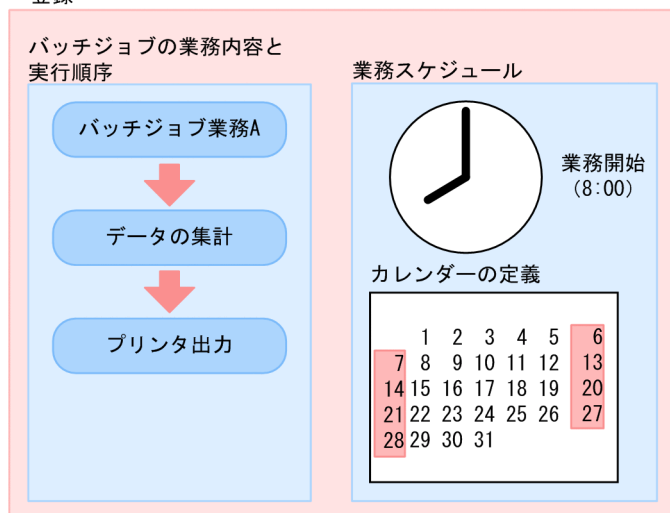 登録
バッチジョブの業務内容と
実行順序
バッチジョブ業務A
データの集計
プリンタ出力
業務スケジュール
業務開始
(8:00)
カレンダーの定義
1 2 3 4 5 6
7 8 9 10 11 12 13
14 15 16 17 18 19 20
21 22 23 24 25 26 27
28 29 30 31